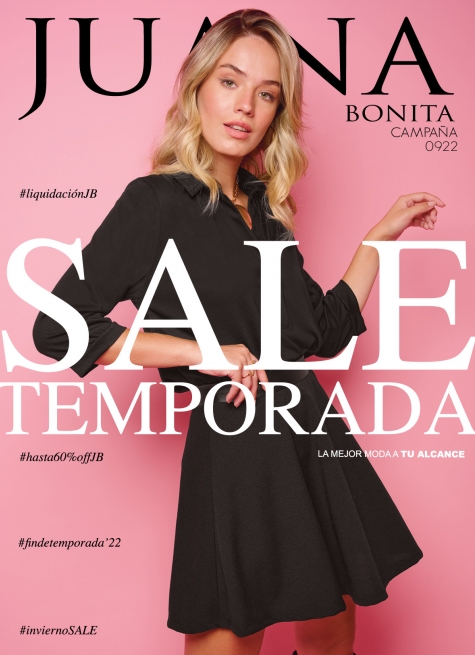 JUANA
BONITA
CAMPAÑA
0922
#liquidaciónJB
SALE
TEMPORADA
LA MEJOR MODA A TU ALCANCE
#hasta60%offJB
#findetemporada'22
#inviernoSALE